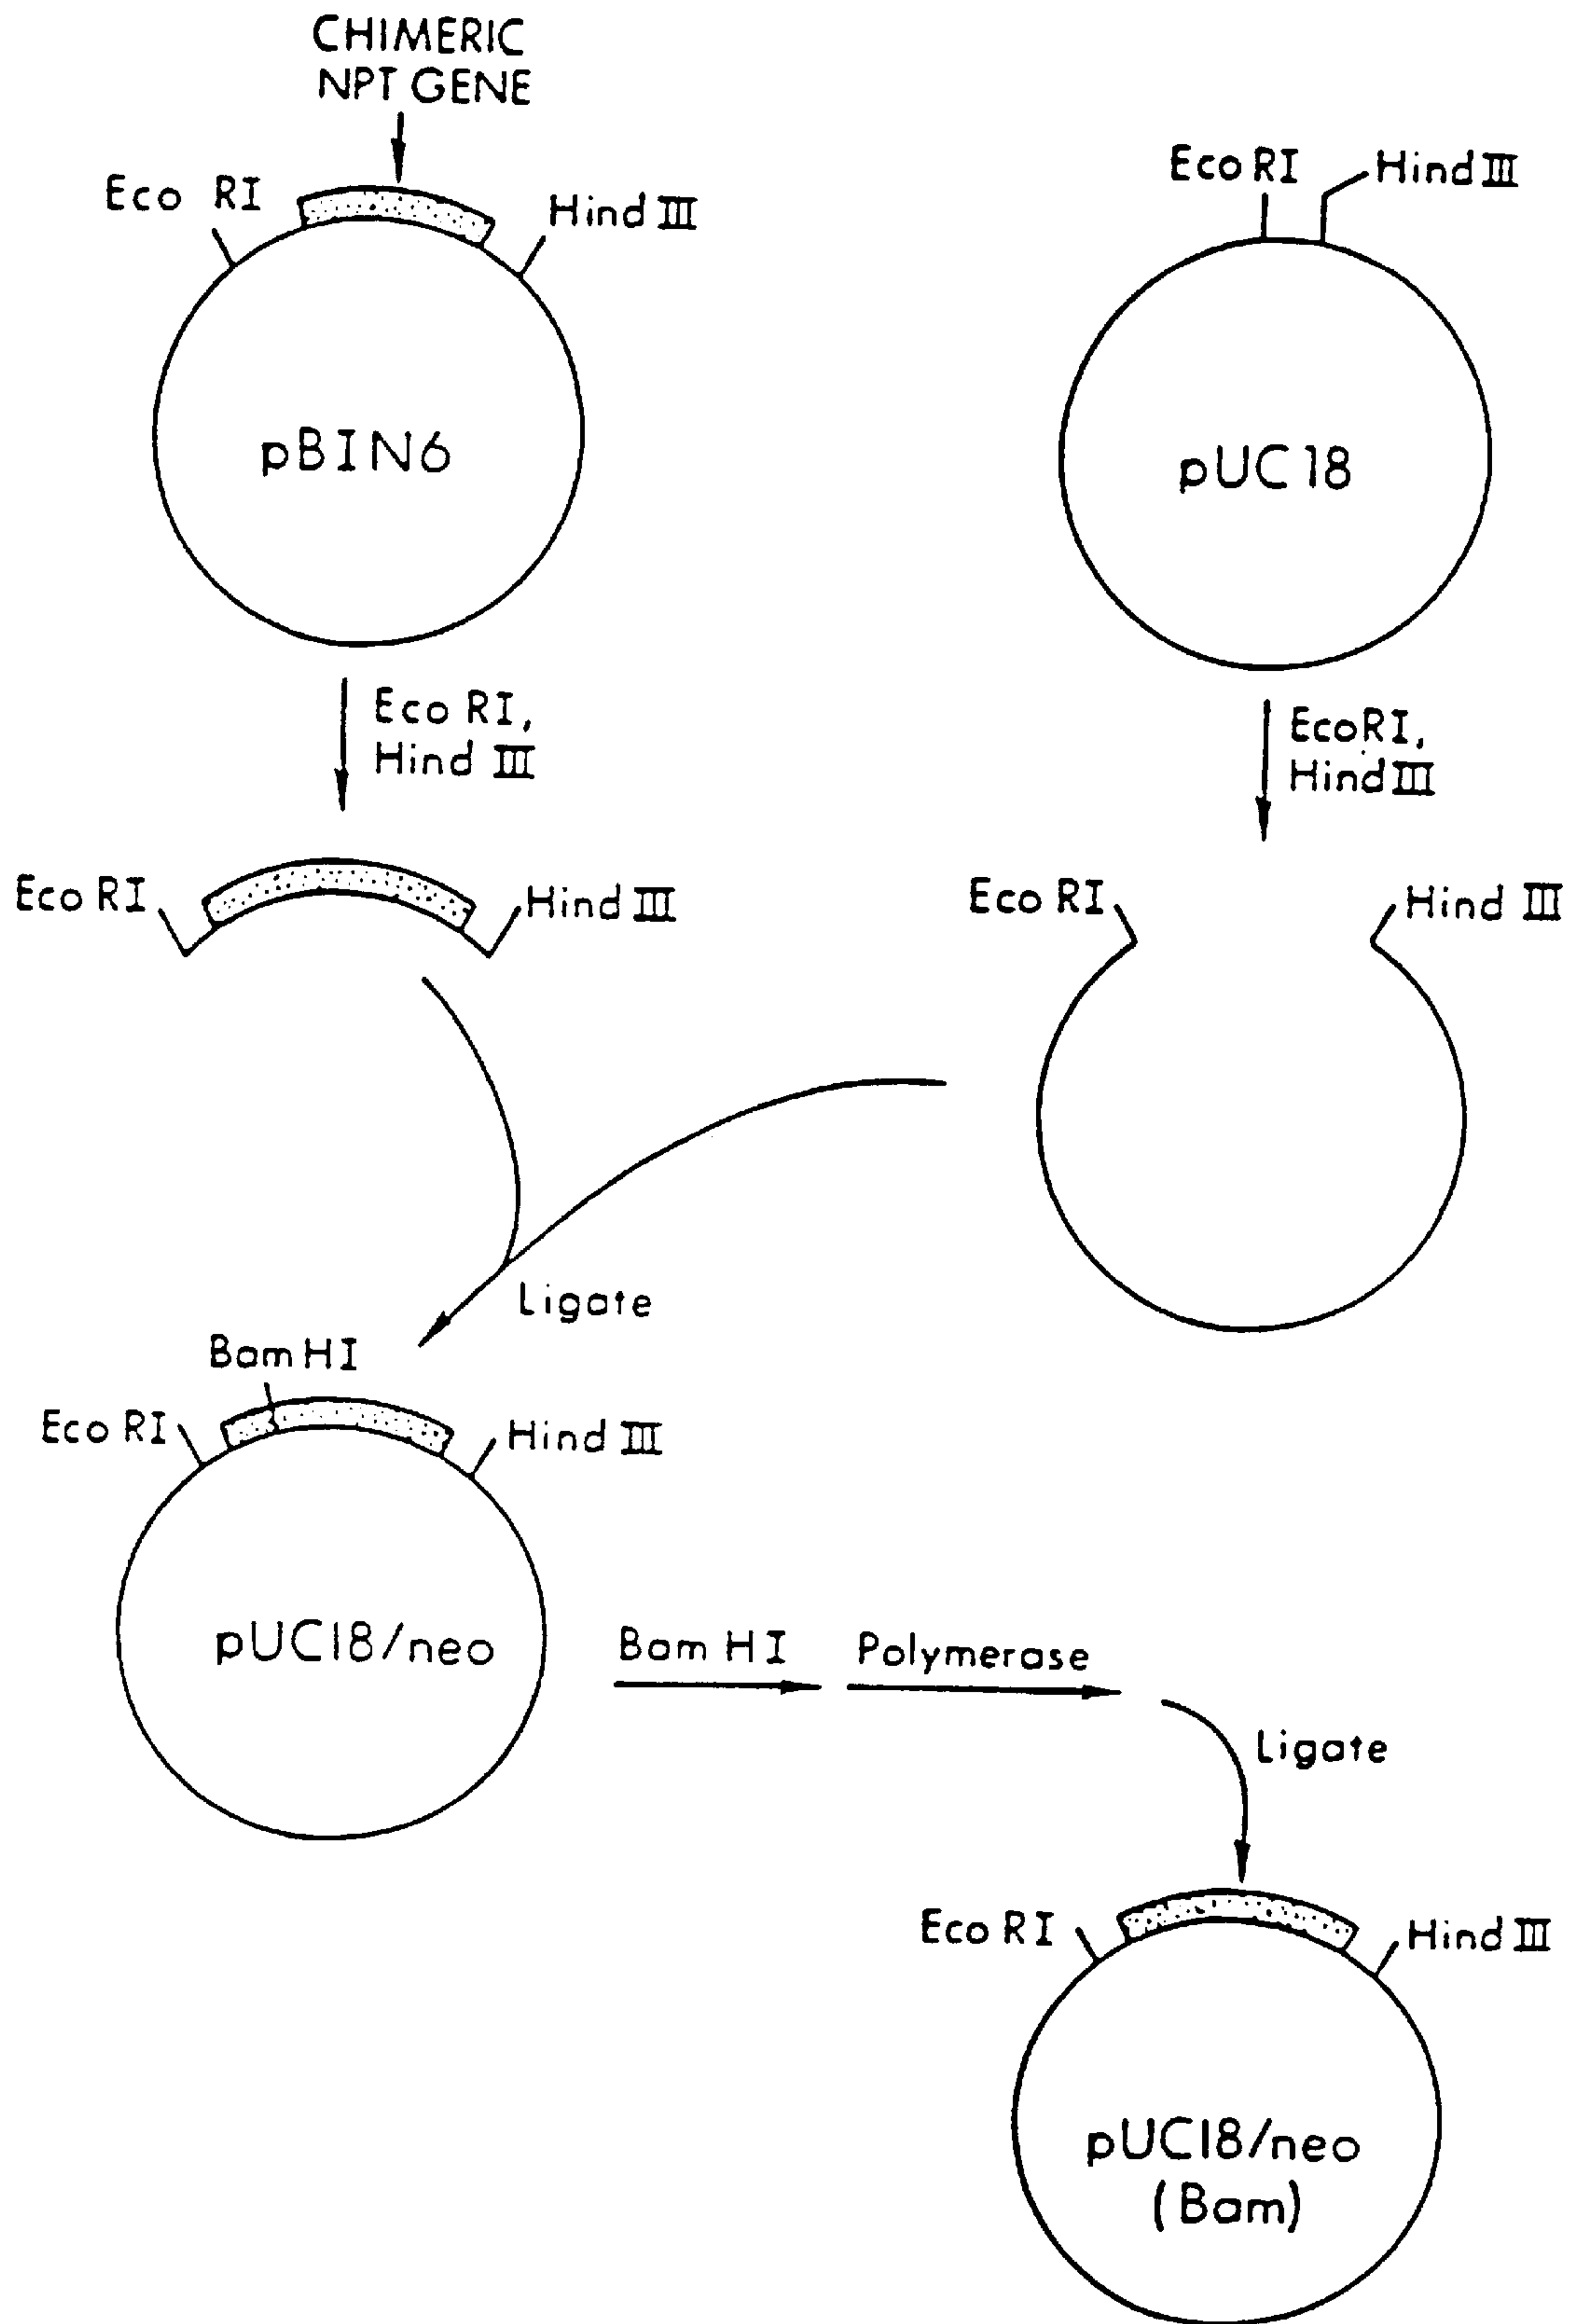 CHIMERIC
NPT GENE
Eco RI
Hind III
pBIN6
Eco RI
Hind III
pUC18
Eco RI,
Hind III
EcoRI,
Hind III
Eco RI
Hind III
Eco RI
Hind III
Ligate
Bam HI
Eco RI
Hind III
pUC18/neo
Bam HI
Polymerase
Ligate
Eco RI
Hind III
pUC18/neo
(Bam)